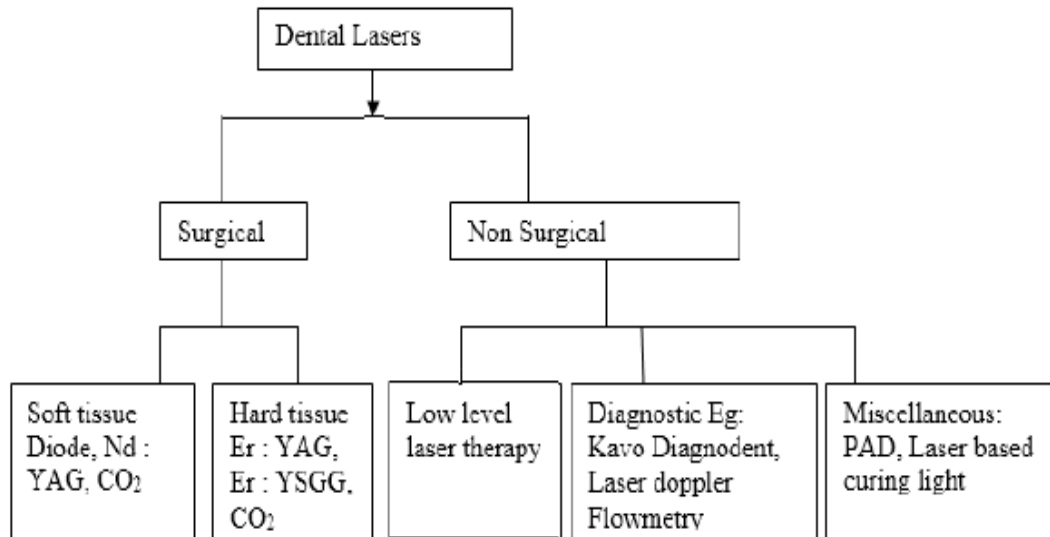 Dental Lasers
Surgical
Non Surgical
Soft tissue
Diode, Nd :
YAG, CO₂
Hard tissue
Er : YAG,
Er : YSGG,
CO₂
Low level
laser therapy
Diagnostic Eg:
Kavo Diagnodent,
Laser doppler
Flowmetry
Miscellaneous:
PAD, Laser based
curing light